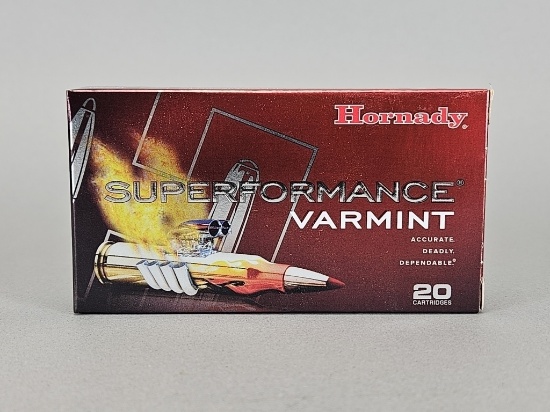 Hornady®
SUPERFORMANCE®
VARMINT
ACCURATE.
DEADLY.
DEPENDABLE.®
20
CARTRIDGES